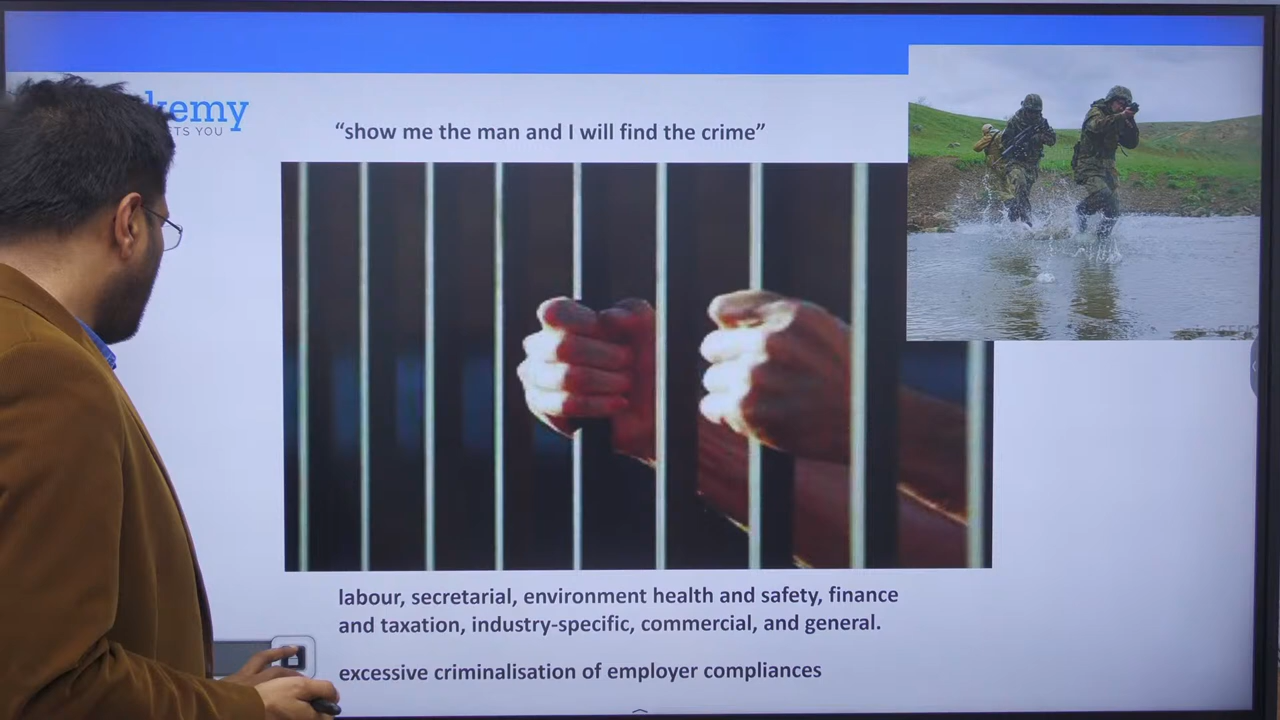 kemy
ETS YOU
“show me the man and I will find the crime”
labour, secretarial, environment health and safety, finance
and taxation, industry-specific, commercial, and general.
excessive criminalisation of employer compliances